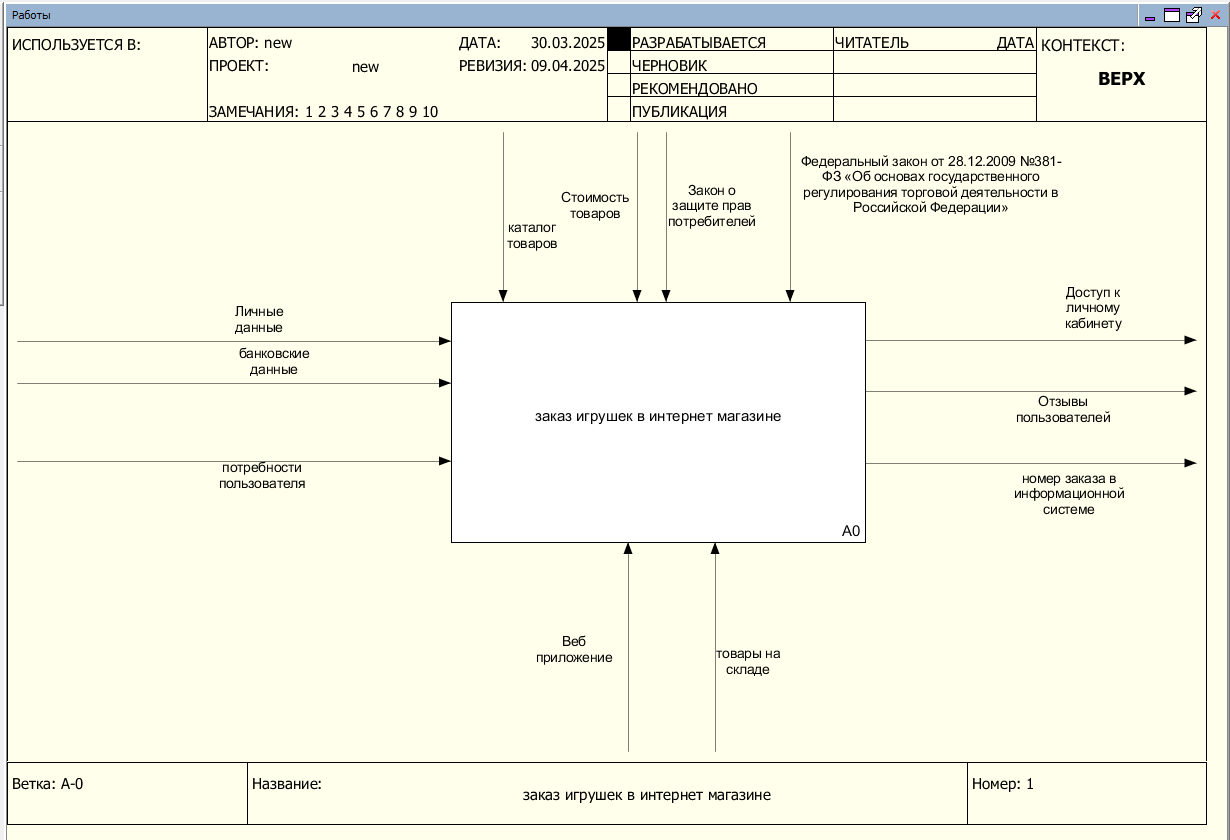 Работы
ИСПОЛЬЗУЕТСЯ В:
АВТОР: new
ДАТА: 30.03.2025
ПРОЕКТ: new
РЕВИЗИЯ: 09.04.2025
ЗАМЕЧАНИЯ: 1 2 3 4 5 6 7 8 9 10
РАЗРАБАТЫВАЕТСЯ
ЧЕРНОВИК
РЕКОМЕНДОВАНО
ПУБЛИКАЦИЯ
ЧИТАТЕЛЬ ДАТА
КОНТЕКСТ:
ВЕРХ
каталог
товаров
Стоимость
товаров
Закон о
защите прав
потребителей
Федеральный закон от 28.12.2009 №381-
ФЗ «Об основах государственного
регулирования торговой деятельности в
Российской Федерации»
Личные
данные
банковские
данные
потребности
пользователя
заказ игрушек в интернет магазине
A0
Доступ к
личному
кабинету
Отзывы
пользователей
номер заказа в
информационной
системе
Веб
приложение
товары на
складе
Ветка: A-0
Название:
заказ игрушек в интернет магазине
Номер: 1